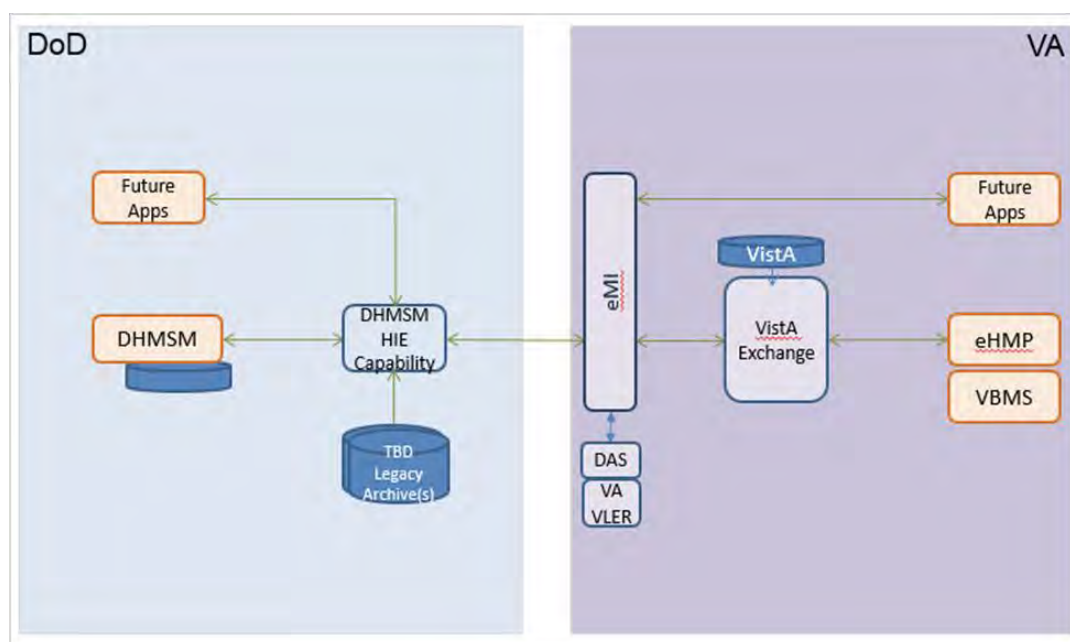 DoD
VA
Future
Apps
eMI
Future
Apps
VistA
DHMSM
DHMSM
HIE
Capability
VistA
Exchange
eHMP
VBMS
TBD
Legacy
Archive(s)
DAS
VA
VLER